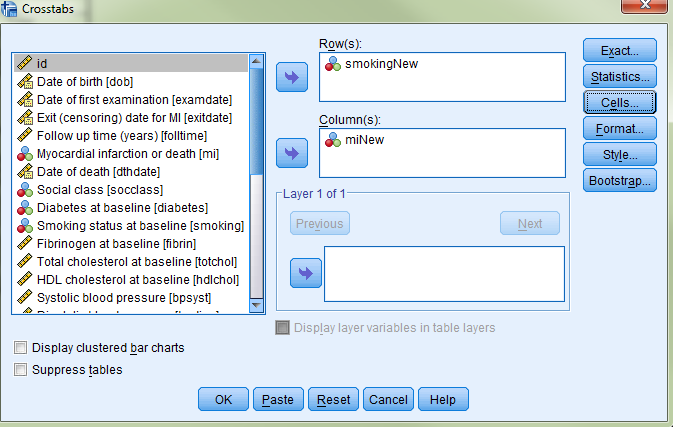 Crosstabs
id
Date of birth [dob]
Date of first examination [examdate]
Exit (censoring) date for MI [exitdate]
Follow up time (years) [folltime]
Myocardial infarction or death [mi]
Date of death [dthdate]
Social class [socclass]
Diabetes at baseline [diabetes]
Smoking status at baseline [smoking]
Fibrinogen at baseline [fibrin]
Total cholesterol at baseline [totchol]
HDL cholesterol at baseline [hdlchol]
Systolic blood pressure [bpsyst]
Row(s):
smokingNew
Column(s):
miNew
Layer 1 of 1
Previous
Next
Display layer variables in table layers
Exact...
Statistics...
Cells...
Format...
Style...
Bootstrap...
Display clustered bar charts
Suppress tables
OK
Paste
Reset
Cancel
Help